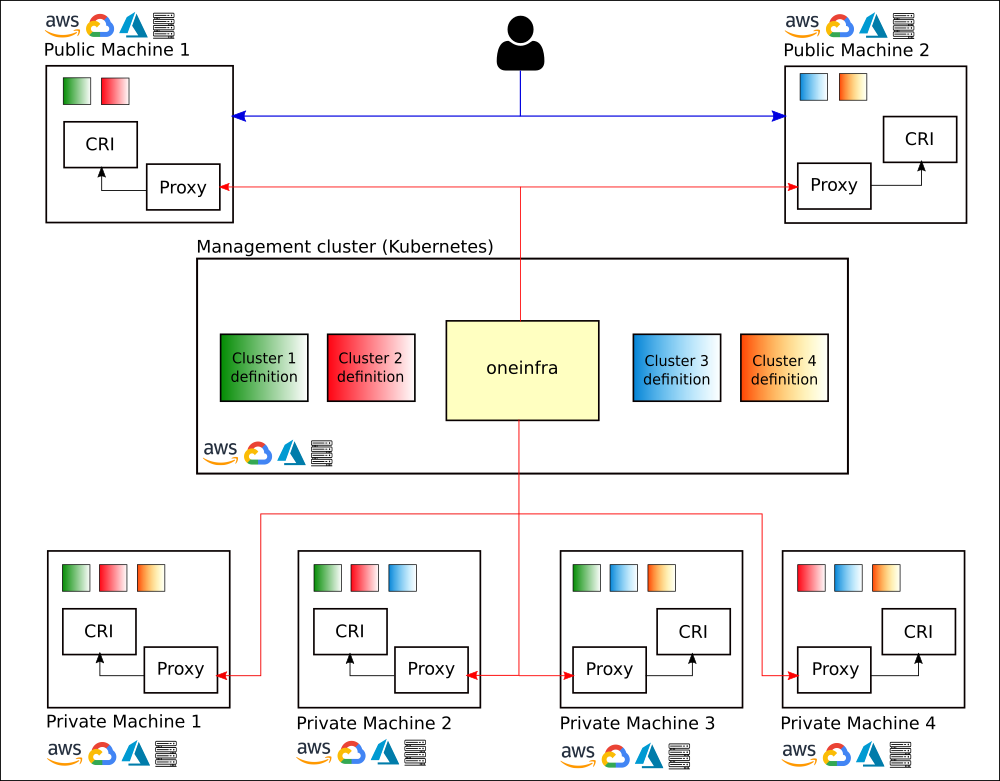 aws
Public Machine 1
aws
Public Machine 2
CRI
Proxy
CRI
Proxy
Management cluster (Kubernetes)
Cluster 1
definition
Cluster 2
definition
oneinfra
Cluster 3
definition
Cluster 4
definition
aws
CRI
Proxy
CRI
Proxy
CRI
Proxy
CRI
Proxy
Private Machine 1
Private Machine 2
Private Machine 3
Private Machine 4
aws
aws
aws
aws